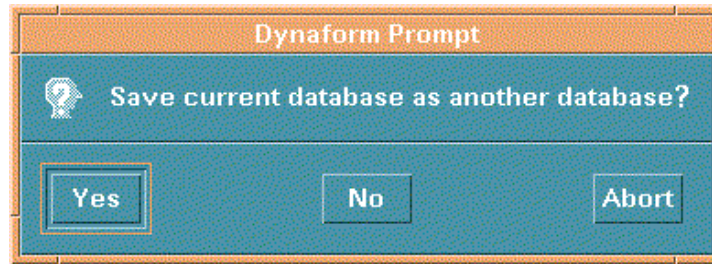 Dynaform Prompt
Save current database as another database?
Yes No Abort